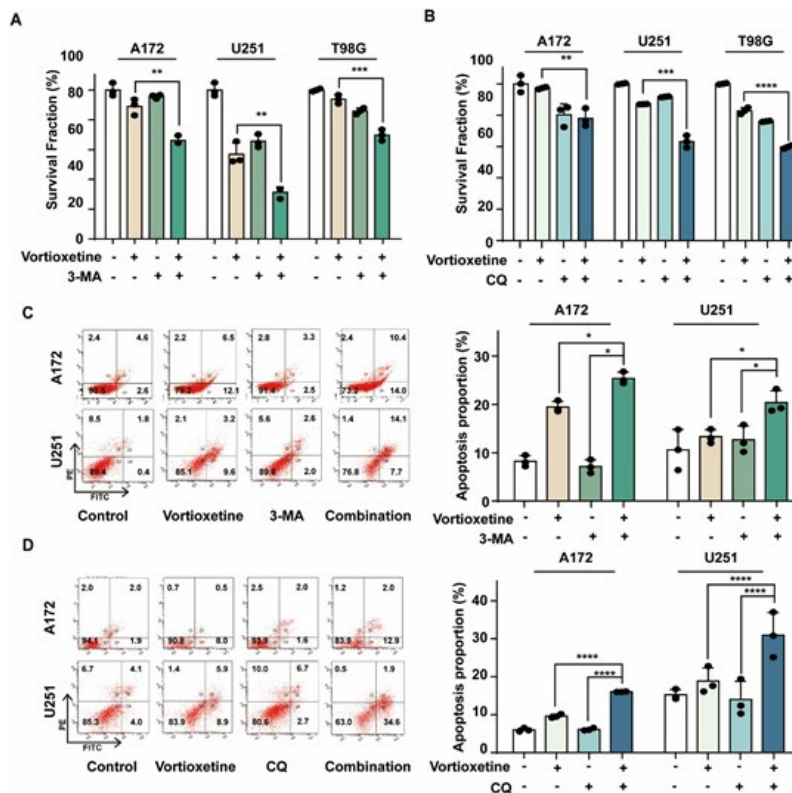 A
A172 U251 T98G
** ** ***
Survival Fraction (%)
100
80
60
40
20
0
Vortioxetine - + - + - + - + - + - +
3-MA - - + + - - + + - - + +
B
A172 U251 T98G
** *** ****
Survival Fraction (%)
100
80
60
40
20
0
Vortioxetine - + - + - + - + - + - +
CQ - - + + - - + + - - + +
C
A172
2.4 4.6 2.2 6.5 2.8 3.3 2.4 10.4
2.6 12.1 91.4 2.5 14.0
U251
8.5 1.8 2.1 3.2 5.6 2.6 1.4 14.1
89.4 0.4 85.1 9.6 2.0 76.8 7.7
PE
FITC
Control Vortioxetine 3-MA Combination
A172 U251
* * * *
Apoptosis proportion (%)
30
20
10
0
Vortioxetine - + - + - + - +
3-MA - - + + - - + +
D
A172
2.0 2.0 0.7 0.5 2.5 2.0 1.2 2.0
94.1 1.9 90.8 8.0 93.9 1.6 83.9 12.9
U251
6.7 4.1 1.4 5.9 10.0 6.7 0.5 1.9
85.3 4.0 83.9 8.9 80.6 2.7 63.0 34.6
PE
FITC
Control Vortioxetine CQ Combination
A172 U251
**** **** **** ****
Apoptosis proportion (%)
40
30
20
10
0
Vortioxetine - + - + - + - +
CQ - - + + - - + +